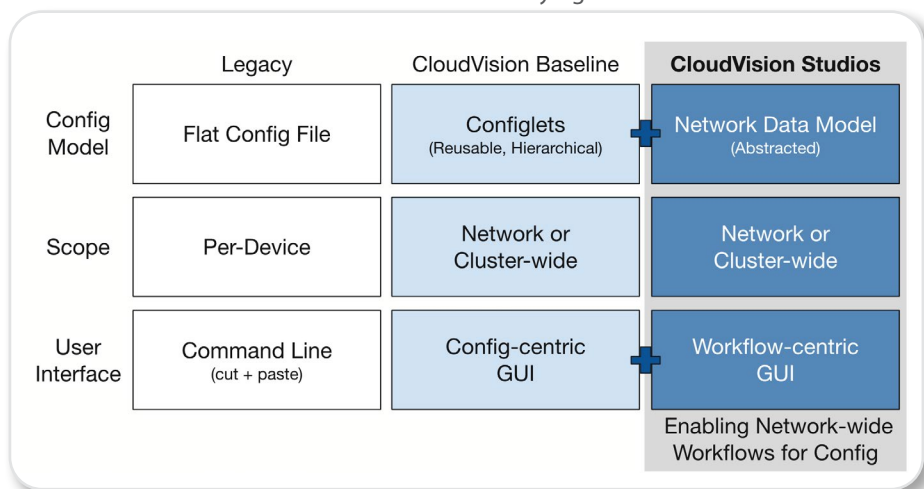 Legacy
CloudVision Baseline
CloudVision Studios
Config
Model
Flat Config File
Configlets
(Reusable, Hierarchical)
Network Data Model
(Abstracted)
Scope
Per-Device
Network or
Cluster-wide
Network or
Cluster-wide
User
Interface
Command Line
(cut + paste)
Config-centric
GUI
Workflow-centric
GUI
Enabling Network-wide
Workflows for Config